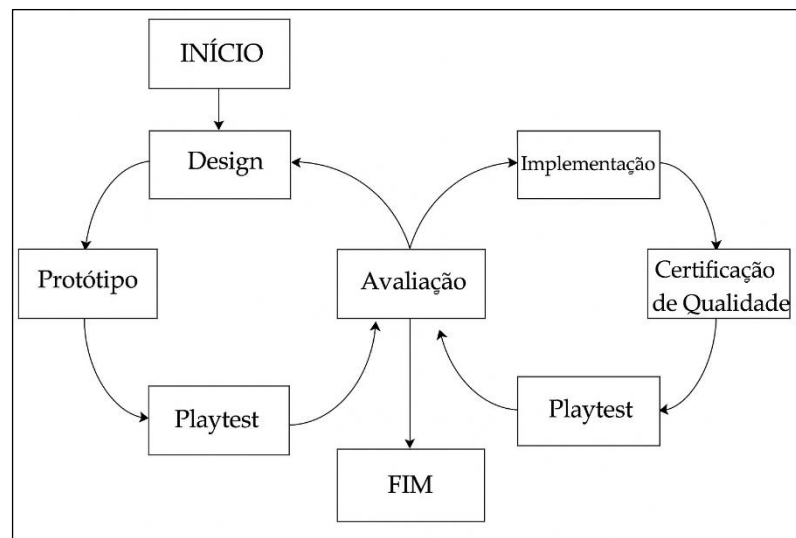 INÍCIO
Design
Implementação
Protótipo
Avaliação
Certificação
de Qualidade
Playtest
Playtest
FIM